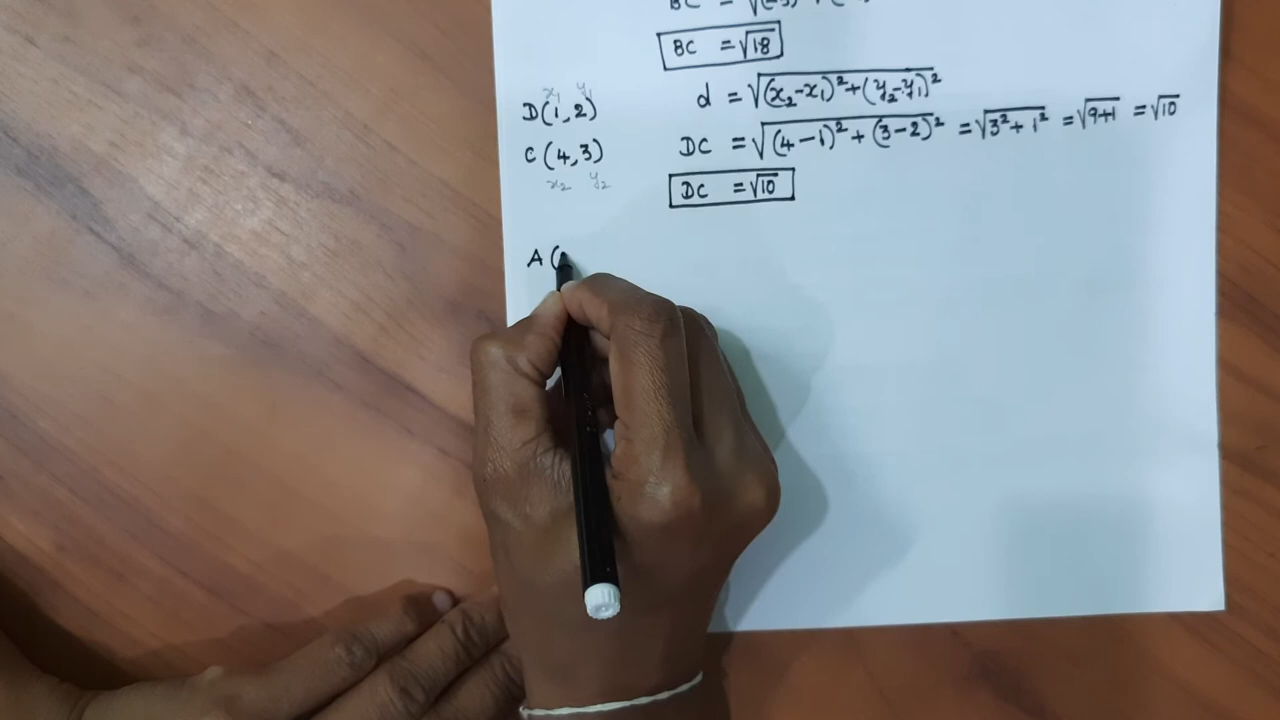 BC = √18
x₁ y₁
D(1,2) d = √(x₂-x₁)²+(y₂-y₁)²
C(4,3) DC = √(4-1)²+(3-2)² = √3²+1² = √9+1 = √10
x₂ y₂
DC = √10
A(